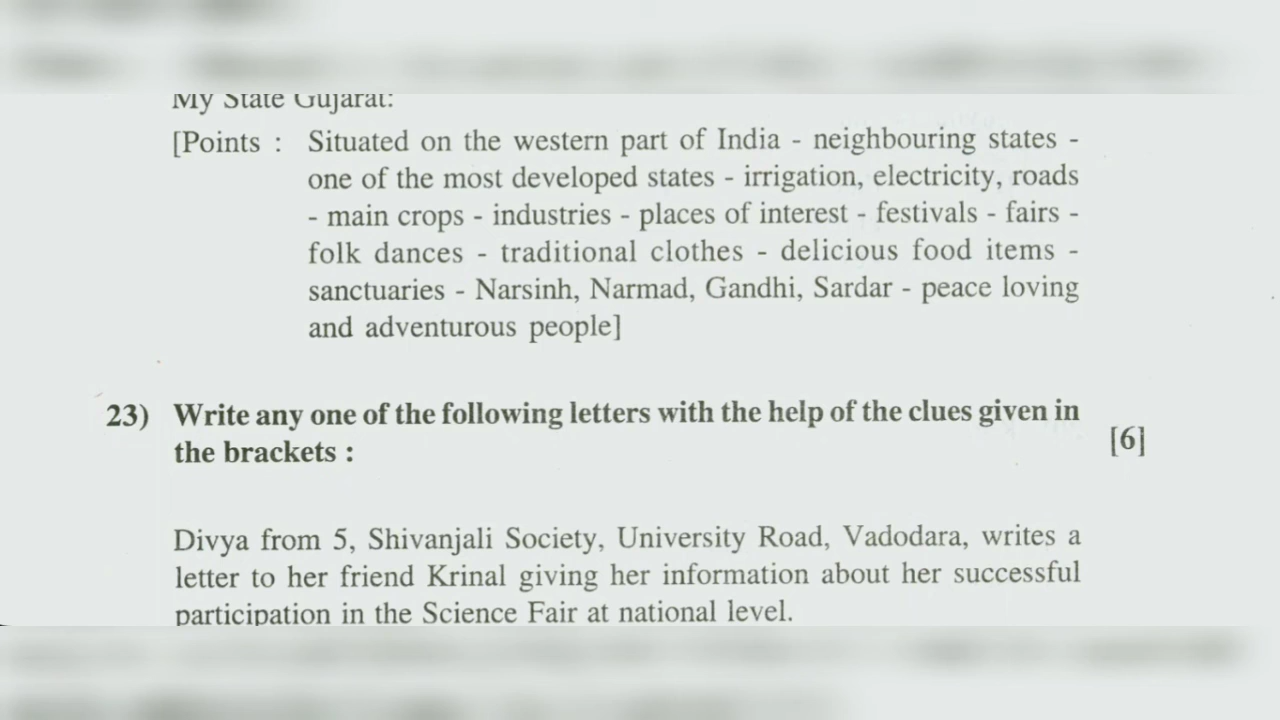 My State Gujarat:
[Points : Situated on the western part of India - neighbouring states -
one of the most developed states - irrigation, electricity, roads
- main crops - industries - places of interest - festivals - fairs -
folk dances - traditional clothes - delicious food items -
sanctuaries - Narsinh, Narmad, Gandhi, Sardar - peace loving
and adventurous people]
23) Write any one of the following letters with the help of the clues given in
the brackets :
[6]
Divya from 5, Shivanjali Society, University Road, Vadodara, writes a
letter to her friend Krinal giving her information about her successful
participation in the Science Fair at national level.